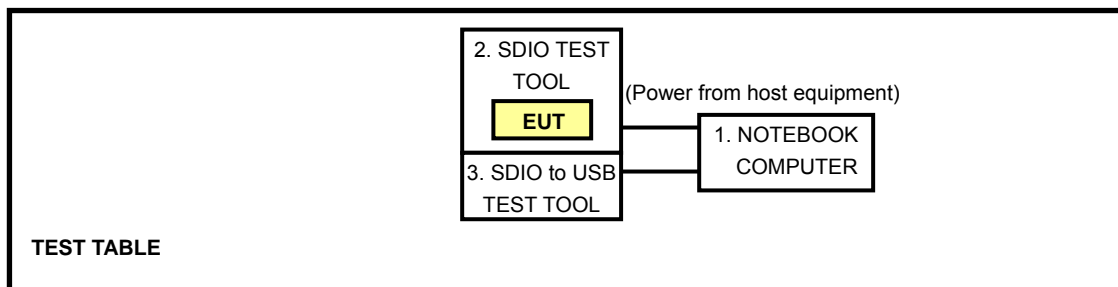 2. SDIO TEST
TOOL
EUT
(Power from host equipment)
1. NOTEBOOK
COMPUTER
3. SDIO to USB
TEST TOOL
TEST TABLE